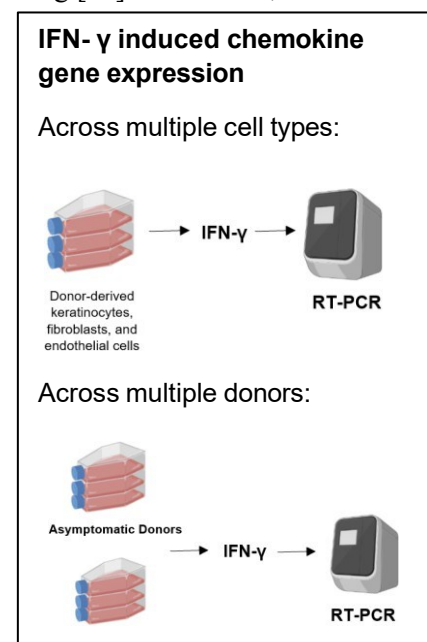 IFN- γ induced chemokine
gene expression
Across multiple cell types:
IFN-γ
RT-PCR
Donor-derived
keratinocytes,
fibroblasts, and
endothelial cells
Across multiple donors:
Asymptomatic Donors
IFN-γ
RT-PCR